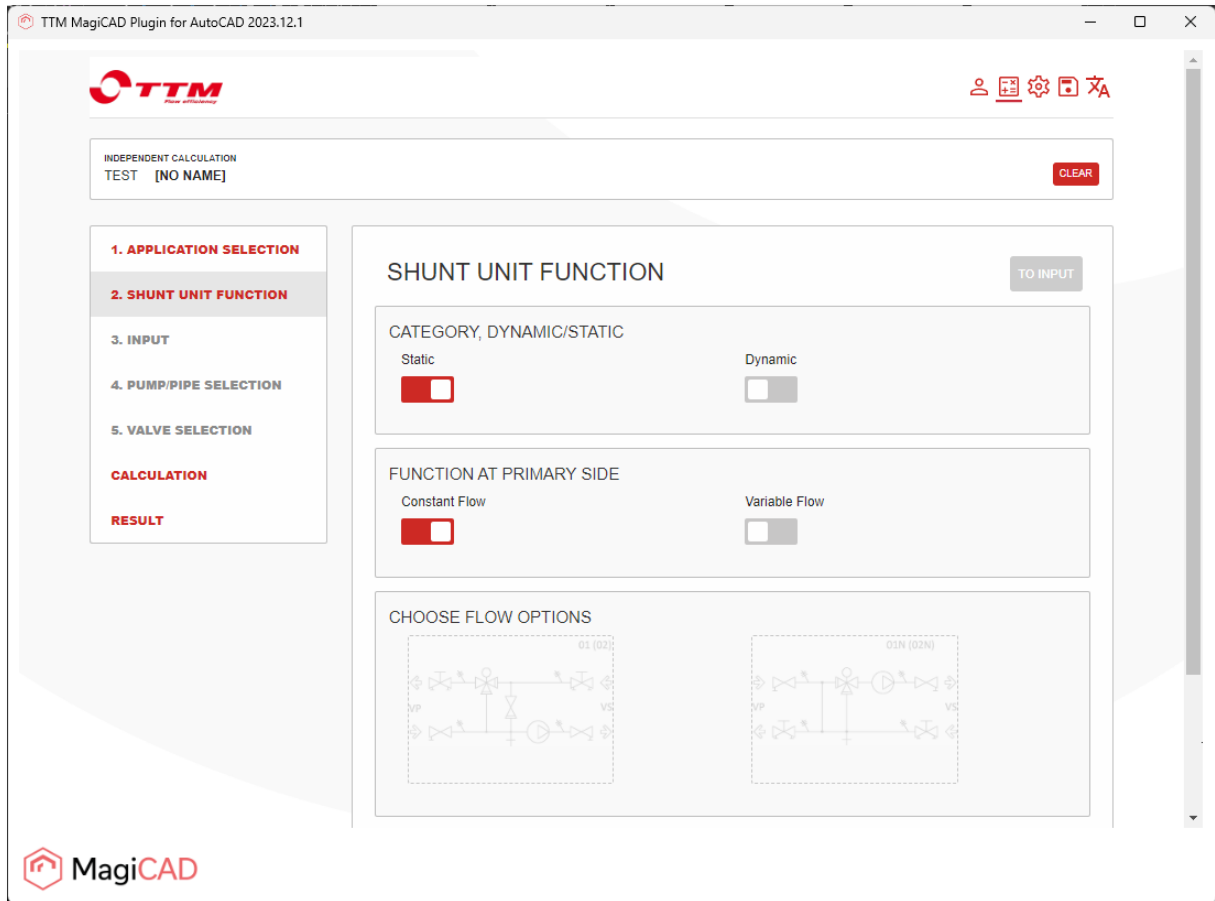 TTM MagiCAD Plugin for AutoCAD 2023.12.1
TTM
Flow efficiency
INDEPENDENT CALCULATION
TEST [NO NAME]
CLEAR
1. APPLICATION SELECTION
2. SHUNT UNIT FUNCTION
3. INPUT
4. PUMP/PIPE SELECTION
5. VALVE SELECTION
CALCULATION
RESULT
SHUNT UNIT FUNCTION
TO INPUT
CATEGORY, DYNAMIC/STATIC
Static Dynamic
FUNCTION AT PRIMARY SIDE
Constant Flow Variable Flow
CHOOSE FLOW OPTIONS
01 (02)
VP VS
01N (02N)
VP VS
MagiCAD